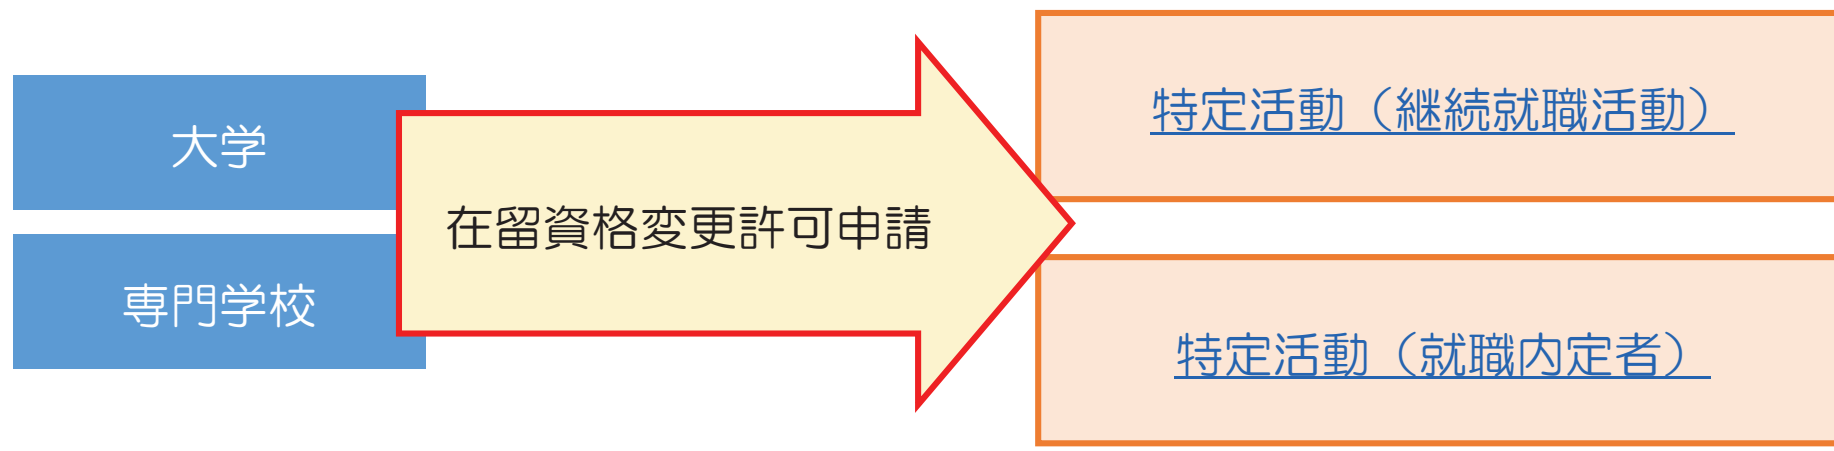 大学
専門学校
在留資格変更許可申請
特定活動（継続就職活動）
特定活動（就職内定者）